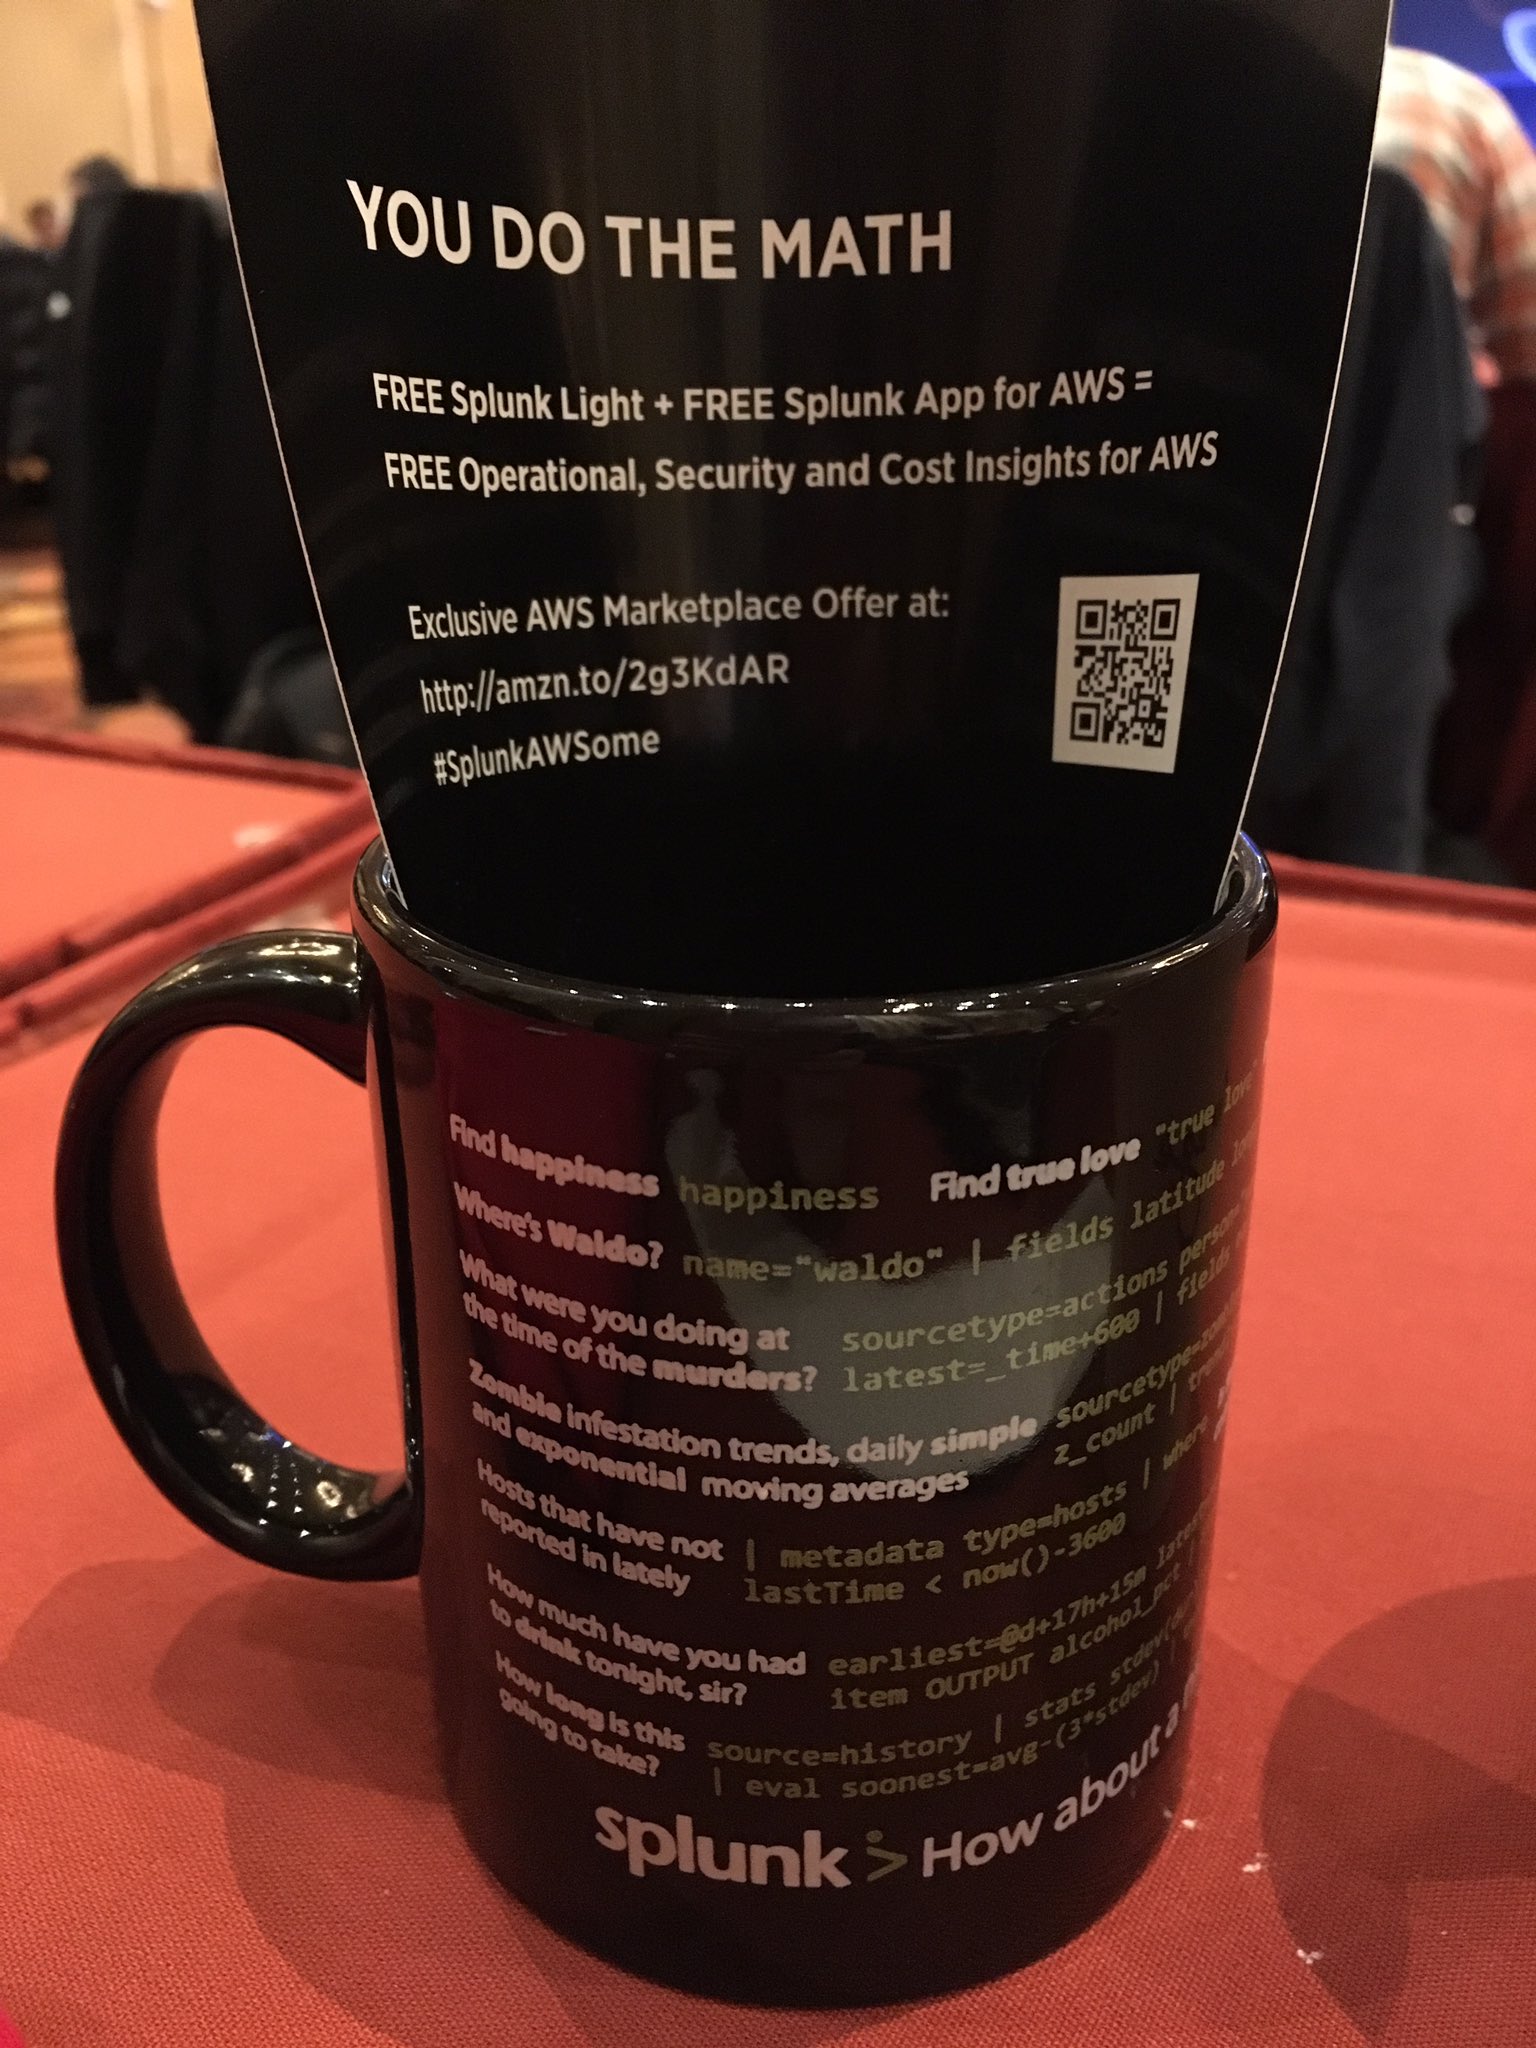 YOU DO THE MATH
FREE Splunk Light + FREE Splunk App for AWS =
FREE Operational, Security and Cost Insights for AWS
Exclusive AWS Marketplace Offer at:
http://amzn.to/2g3KdAR
#SplunkAWSome
Find happiness happiness Find true love "true love"
Where's Waldo? name="waldo" | fields latitude
What were you doing at sourcetype=actions person=
the time of the murders? latest=_time+600 | fields
Zombie infestation trends, daily simple sourcetype=
and exponential moving averages z_count |
Hosts that have not | metadata type=hosts | where
reported in lately lastTime < now()-3600
How much have you had earliest=@d+17h+15m
to drink tonight, sir? item OUTPUT alcohol_pct |
How long is this source=history | stats
going to take? | eval soonest=avg-(3*stdev) |
splunk> How about a